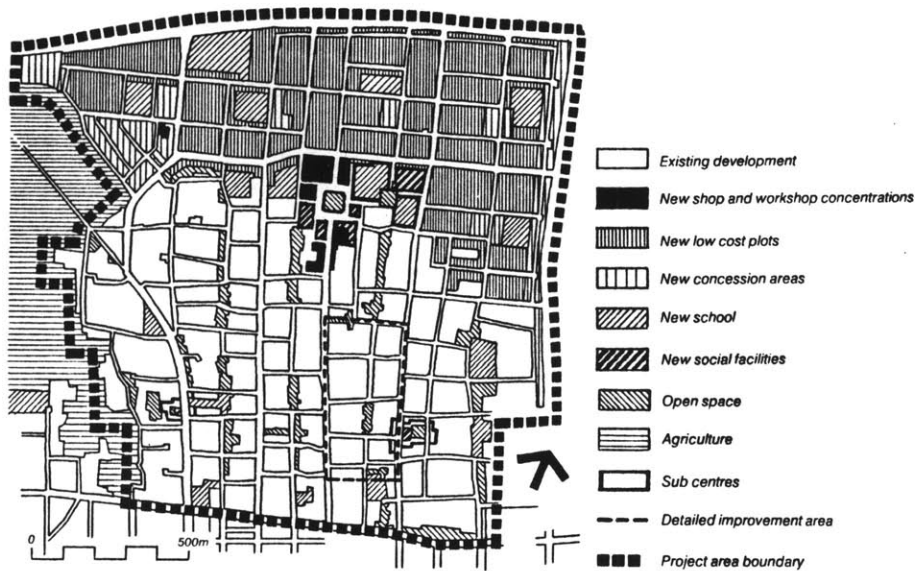 Existing development
New shop and workshop concentrations
New low cost plots
New concession areas
New school
New social facilities
Open space
Agriculture
Sub centres
Detailed improvement area
Project area boundary
0 500m